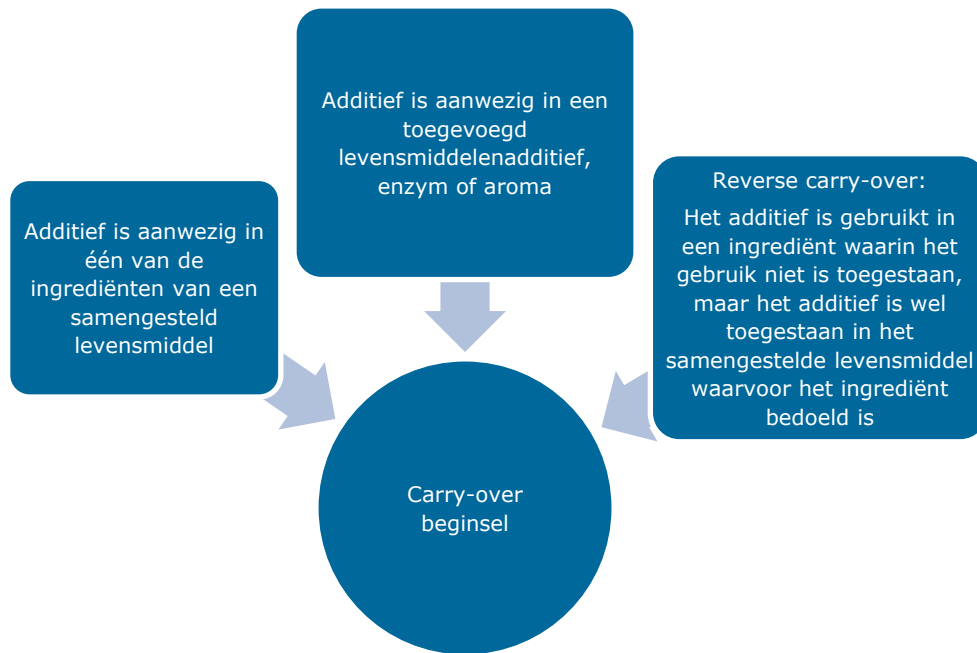 Additief is aanwezig in
één van de
ingrediënten van een
samengesteld
levensmiddel
Additief is aanwezig in een
toegevoegd
levensmiddelenadditief,
enzym of aroma
Reverse carry-over:
Het additief is gebruikt in
een ingrediënt waarin het
gebruik niet is toegestaan,
maar het additief is wel
toegestaan in het
samengestelde levensmiddel
waarvoor het ingrediënt
bedoeld is
Carry-over
beginsel